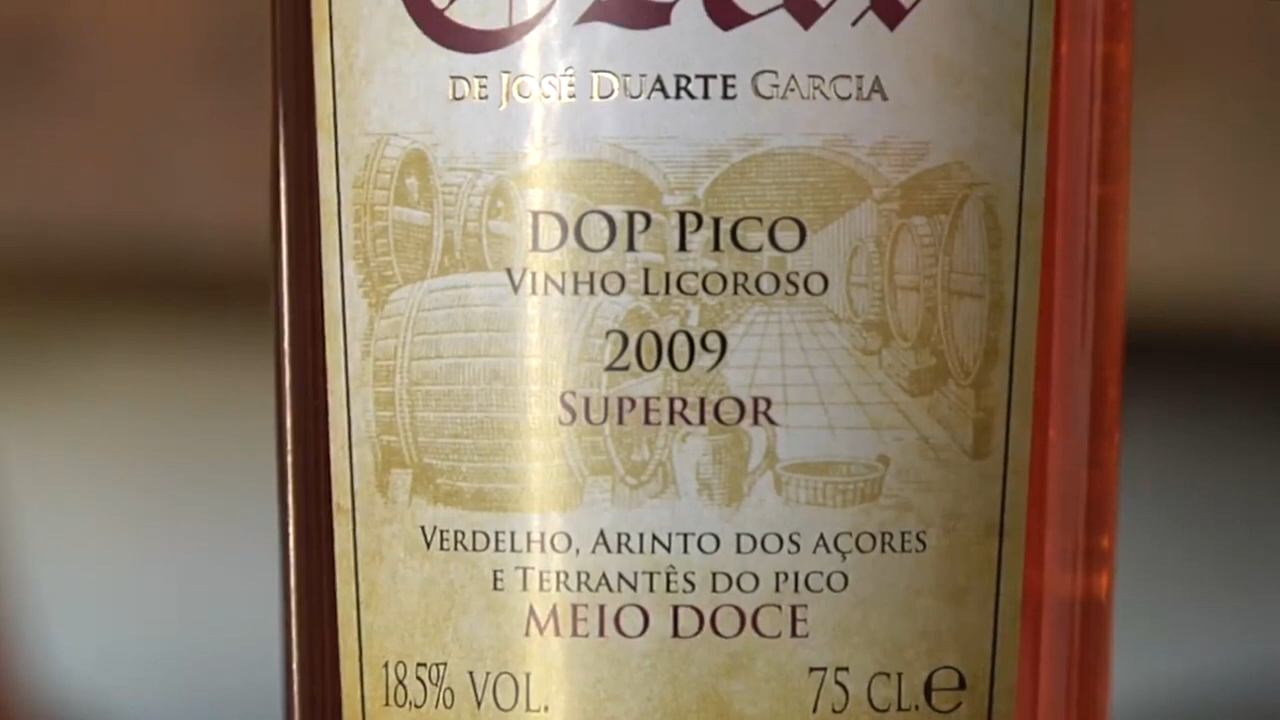 Czar
DE JOSÉ DUARTE GARCIA
DOP PICO
VINHO LICOROSO
2009
SUPERIOR
VERDELHO, ARINTO DOS AÇORES
E TERRANTÊS DO PICO
MEIO DOCE
18,5% VOL. 75 CL.e